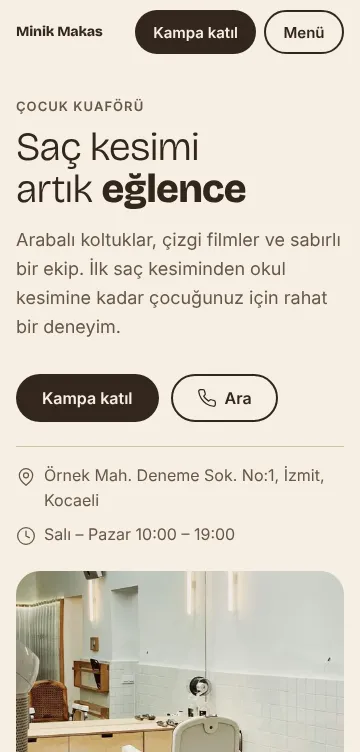 Minik Makas
Kampa katıl
Menü
ÇOCUK KUAFÖRÜ
Saç kesimi
artık eğlence
Arabalı koltuklar, çizgi filmler ve sabırlı
bir ekip. İlk saç kesiminden okul
kesimine kadar çocuğunuz için rahat
bir deneyim.
Kampa katıl
Ara
Örnek Mah. Deneme Sok. No:1, İzmit,
Kocaeli
Salı – Pazar 10:00 – 19:00